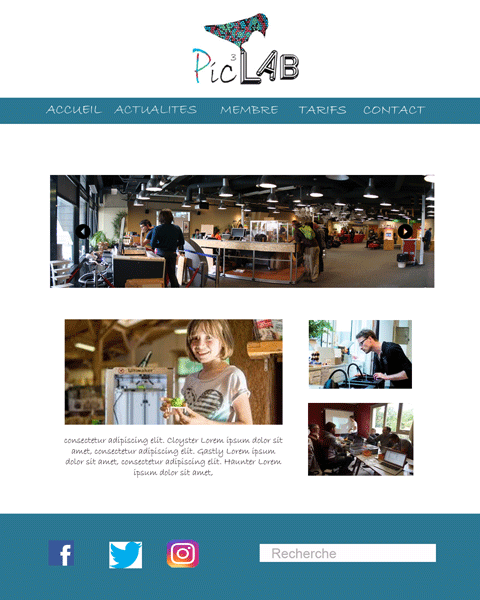 Pic3LAB
ACCUEIL ACTUALITES MEMBRE TARIFS CONTACT
consectetur adipiscing elit. Cloyster Lorem ipsum dolor sit
amet, consectetur adipiscing elit. Gastly Lorem ipsum
dolor sit amet, consectetur adipiscing elit. Haunter Lorem
ipsum dolor sit amet,
Recherche